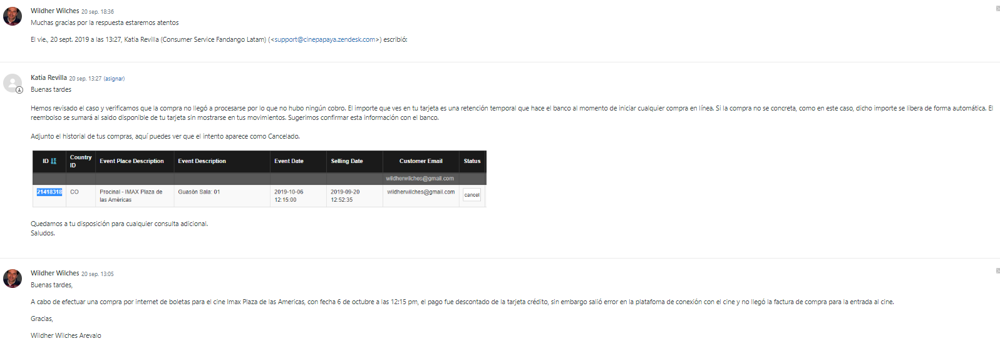 Wildher Wilches 20 sep. 18:36
Muchas gracias por la respuesta estaremos atentos
El vie., 20 sept. 2019 a las 13:27, Katia Revilla (Consumer Service Fandango Latam) (<support@cinepapaya.zendesk.com>) escribió:
Katia Revilla 20 sep. 13:27 (asignar)
Buenas tardes
Hemos revisado el caso y verificamos que la compra no llegó a procesarse por lo que no hubo ningún cobro. El importe que ves en tu tarjeta es una retención temporal que hace el banco al momento de iniciar cualquier compra en línea. Si la compra no se concreta, como en este caso, dicho importe se libera de forma automática. El
reembolso se sumará al saldo disponible de tu tarjeta sin mostrarse en tus movimientos. Sugerimos confirmar esta información con el banco.
Adjunto el historial de tus compras, aquí puedes ver que el intento aparece como Cancelado.
ID Country ID Event Place Description Event Description Event Date Selling Date Customer Email Status
wildherwilches@gmail.com
21418318 CO Procinal - IMAX Plaza de Guasón Sala: 01 2019-10-06 2019-09-20 wildherwilches@gmail.com cancel
las Américas 12:15:00 12:52:35
Quedamos a tu disposición para cualquier consulta adicional.
Saludos.
Wildher Wilches 20 sep. 13:05
Buenas tardes,
A cabo de efectuar una compra por internet de boletas para el cine Imax Plaza de las Americas, con fecha 6 de octubre a las 12:15 pm, el pago fue descontado de la tarjeta crédito, sin embargo salió error en la platafoma de conexión con el cine y no llegó la factura de compra para la entrada al cine.
Gracias,
Wildher Wilches Arevalo